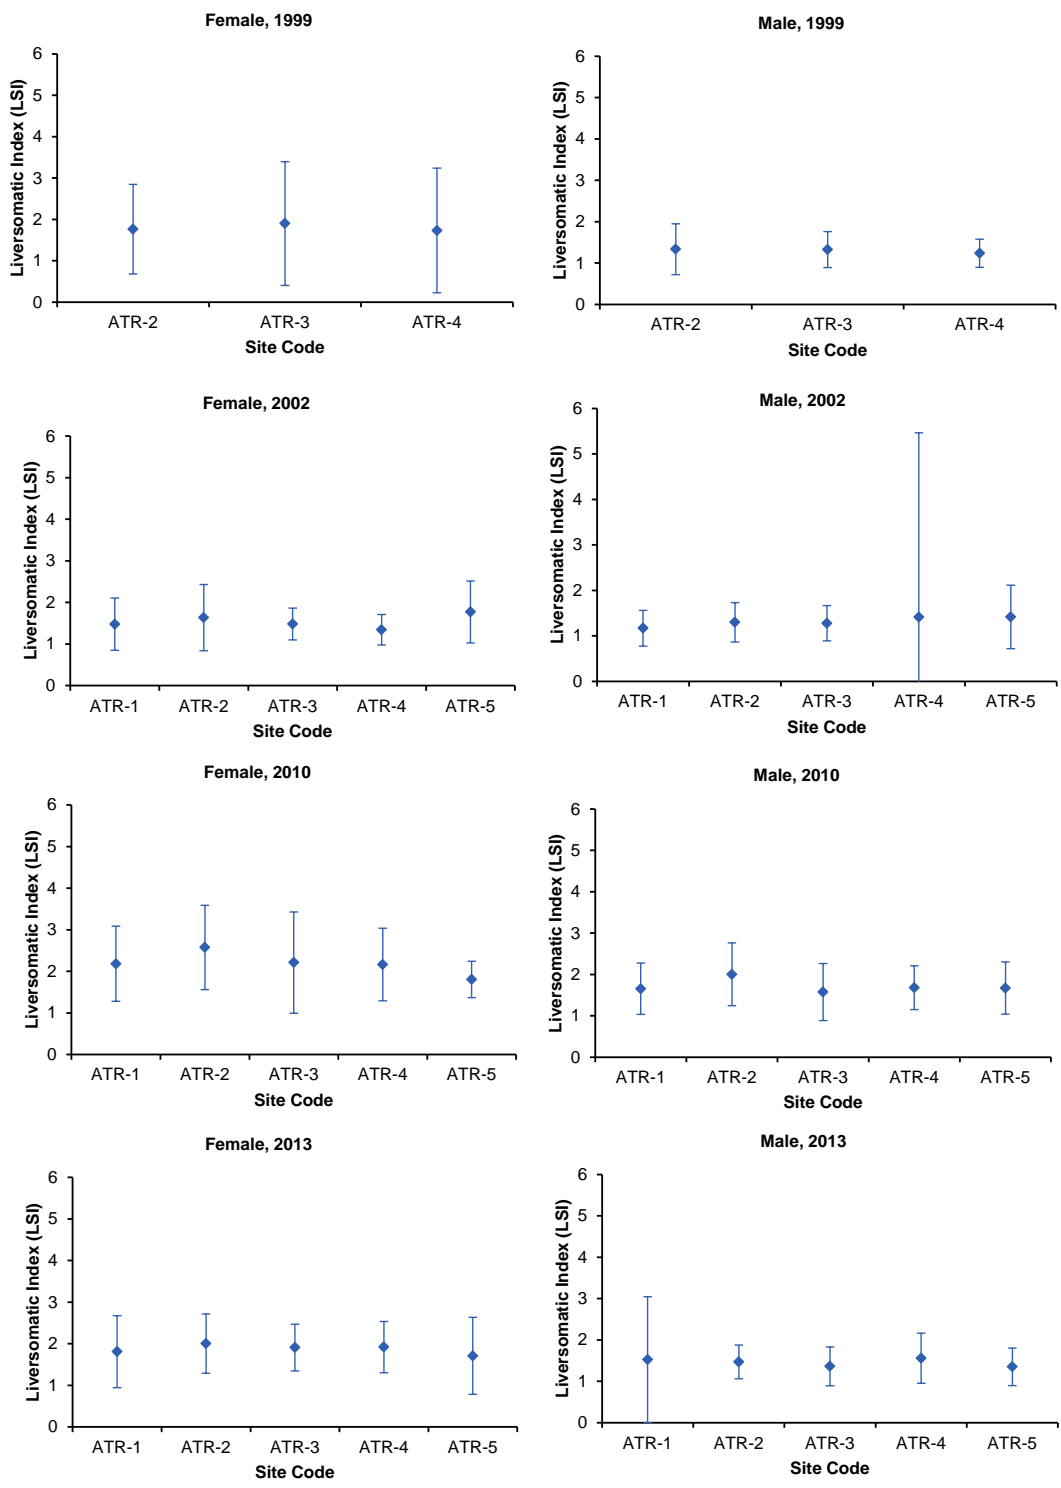 Female, 1999
Liversomatic Index (LSI)
6
5
4
3
2
1
0
ATR-2 ATR-3 ATR-4
Site Code
Male, 1999
Liversomatic Index (LSI)
6
5
4
3
2
1
0
ATR-2 ATR-3 ATR-4
Site Code
Female, 2002
Liversomatic Index (LSI)
6
5
4
3
2
1
0
ATR-1 ATR-2 ATR-3 ATR-4 ATR-5
Site Code
Male, 2002
Liversomatic Index (LSI)
6
5
4
3
2
1
0
ATR-1 ATR-2 ATR-3 ATR-4 ATR-5
Site Code
Female, 2010
Liversomatic Index (LSI)
6
5
4
3
2
1
0
ATR-1 ATR-2 ATR-3 ATR-4 ATR-5
Site Code
Male, 2010
Liversomatic Index (LSI)
6
5
4
3
2
1
0
ATR-1 ATR-2 ATR-3 ATR-4 ATR-5
Site Code
Female, 2013
Liversomatic Index (LSI)
6
5
4
3
2
1
0
ATR-1 ATR-2 ATR-3 ATR-4 ATR-5
Site Code
Male, 2013
Liversomatic Index (LSI)
6
5
4
3
2
1
0
ATR-1 ATR-2 ATR-3 ATR-4 ATR-5
Site Code